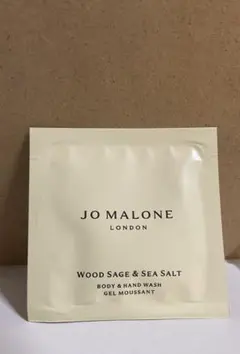 JO MALONE
LONDON
WOOD SAGE & SEA SALT
BODY & HAND WASH
GEL MOUSSANT